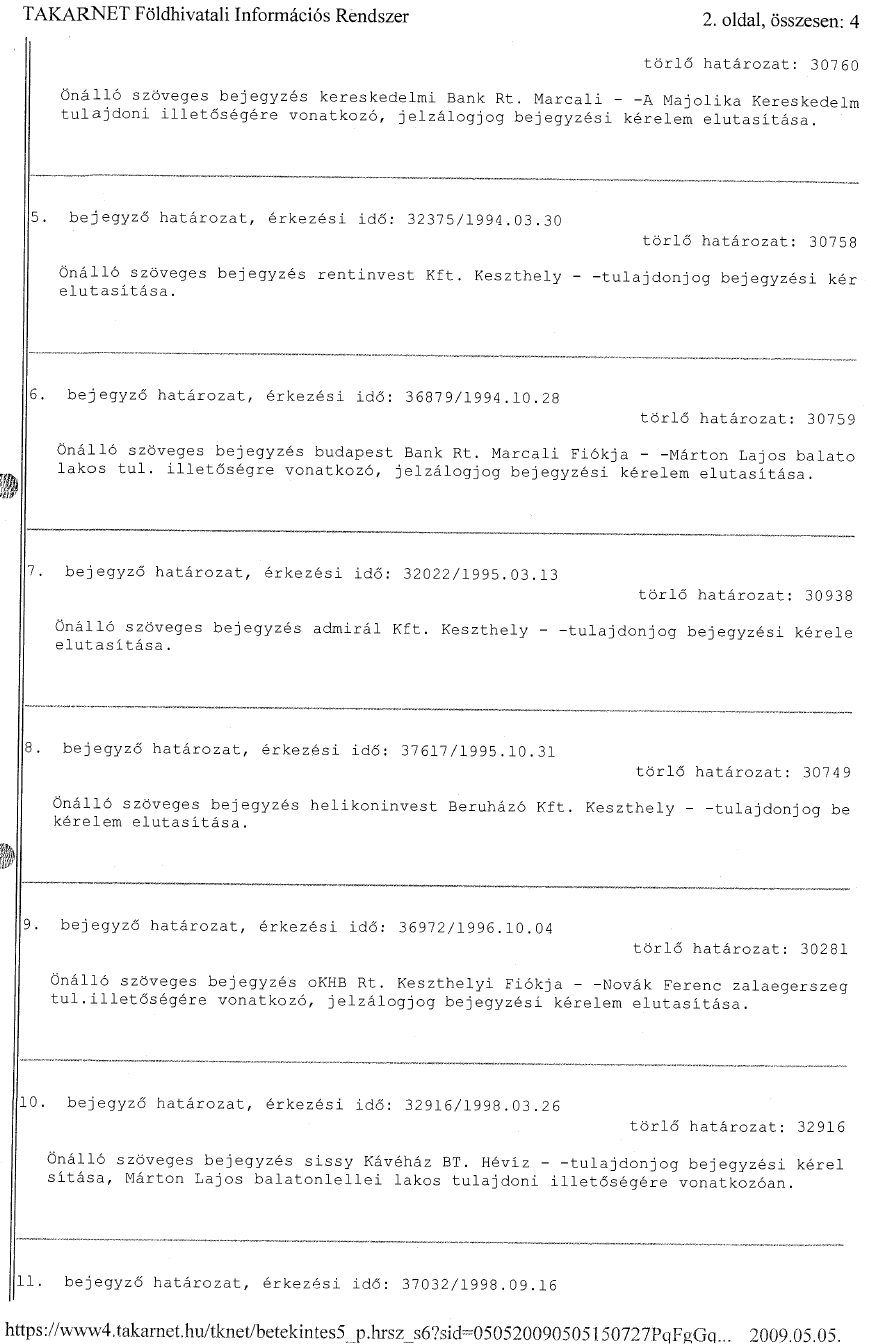 TAKARNET Földhivatali Információs Rendszer
2. oldal, összesen: 4
törlő határozat: 30760
Önálló szöveges bejegyzés kereskedelmi Bank Rt. Marcali - -A Majolika Kereskedelm
tulajdoni illetőségére vonatkozó, jelzálogjog bejegyzési kérelem elutasítása.
5. bejegyző határozat, érkezési idő: 32375/1994.03.30
törlő határozat: 30758
Önálló szöveges bejegyzés rentinvest Kft. Keszthely - -tulajdonjog bejegyzési kér
elutasítása.
6. bejegyző határozat, érkezési idő: 36879/1994.10.28
törlő határozat: 30759
Önálló szöveges bejegyzés budapest Bank Rt. Marcali Fiókja - -Márton Lajos balato
lakos tul. illetőségre vonatkozó, jelzálogjog bejegyzési kérelem elutasítása.
7. bejegyző határozat, érkezési idő: 32022/1995.03.13
törlő határozat: 30938
Önálló szöveges bejegyzés admirál Kft. Keszthely - -tulajdonjog bejegyzési kérele
elutasítása.
8. bejegyző határozat, érkezési idő: 37617/1995.10.31
törlő határozat: 30749
Önálló szöveges bejegyzés helikoninvest Beruházó Kft. Keszthely - -tulajdonjog be
kérelem elutasítása.
9. bejegyző határozat, érkezési idő: 36972/1996.10.04
törlő határozat: 30281
Önálló szöveges bejegyzés oKHB Rt. Keszthelyi Fiókja - -Novák Ferenc zalaegerszeg
tul.illetőségére vonatkozó, jelzálogjog bejegyzési kérelem elutasítása.
10. bejegyző határozat, érkezési idő: 32916/1998.03.26
törlő határozat: 32916
Önálló szöveges bejegyzés sissy Kávéház BT. Hévíz - -tulajdonjog bejegyzési kérel
sítása, Márton Lajos balatonlellei lakos tulajdoni illetőségére vonatkozóan.
11. bejegyző határozat, érkezési idő: 37032/1998.09.16
https://www4.takarnet.hu/tknet/betekintes5_p.hrsz_s6?sid=050520090505150727PqFgGq... 2009.05.05.